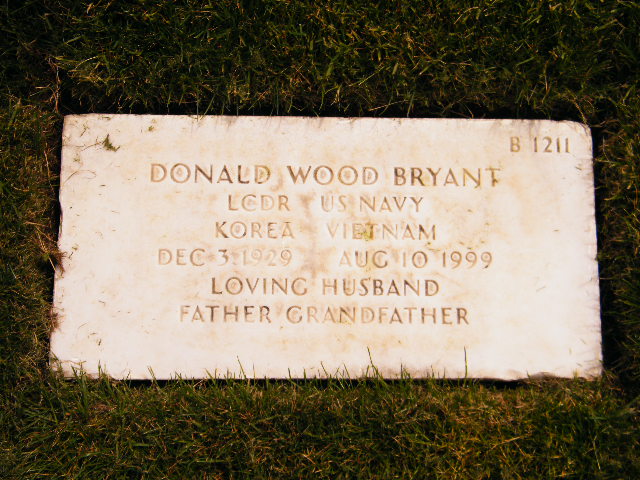 B 1211
DONALD WOOD BRYANT
LCDR US NAVY
KOREA VIETNAM
DEC 3 1929 AUG 10 1999
LOVING HUSBAND
FATHER GRANDFATHER